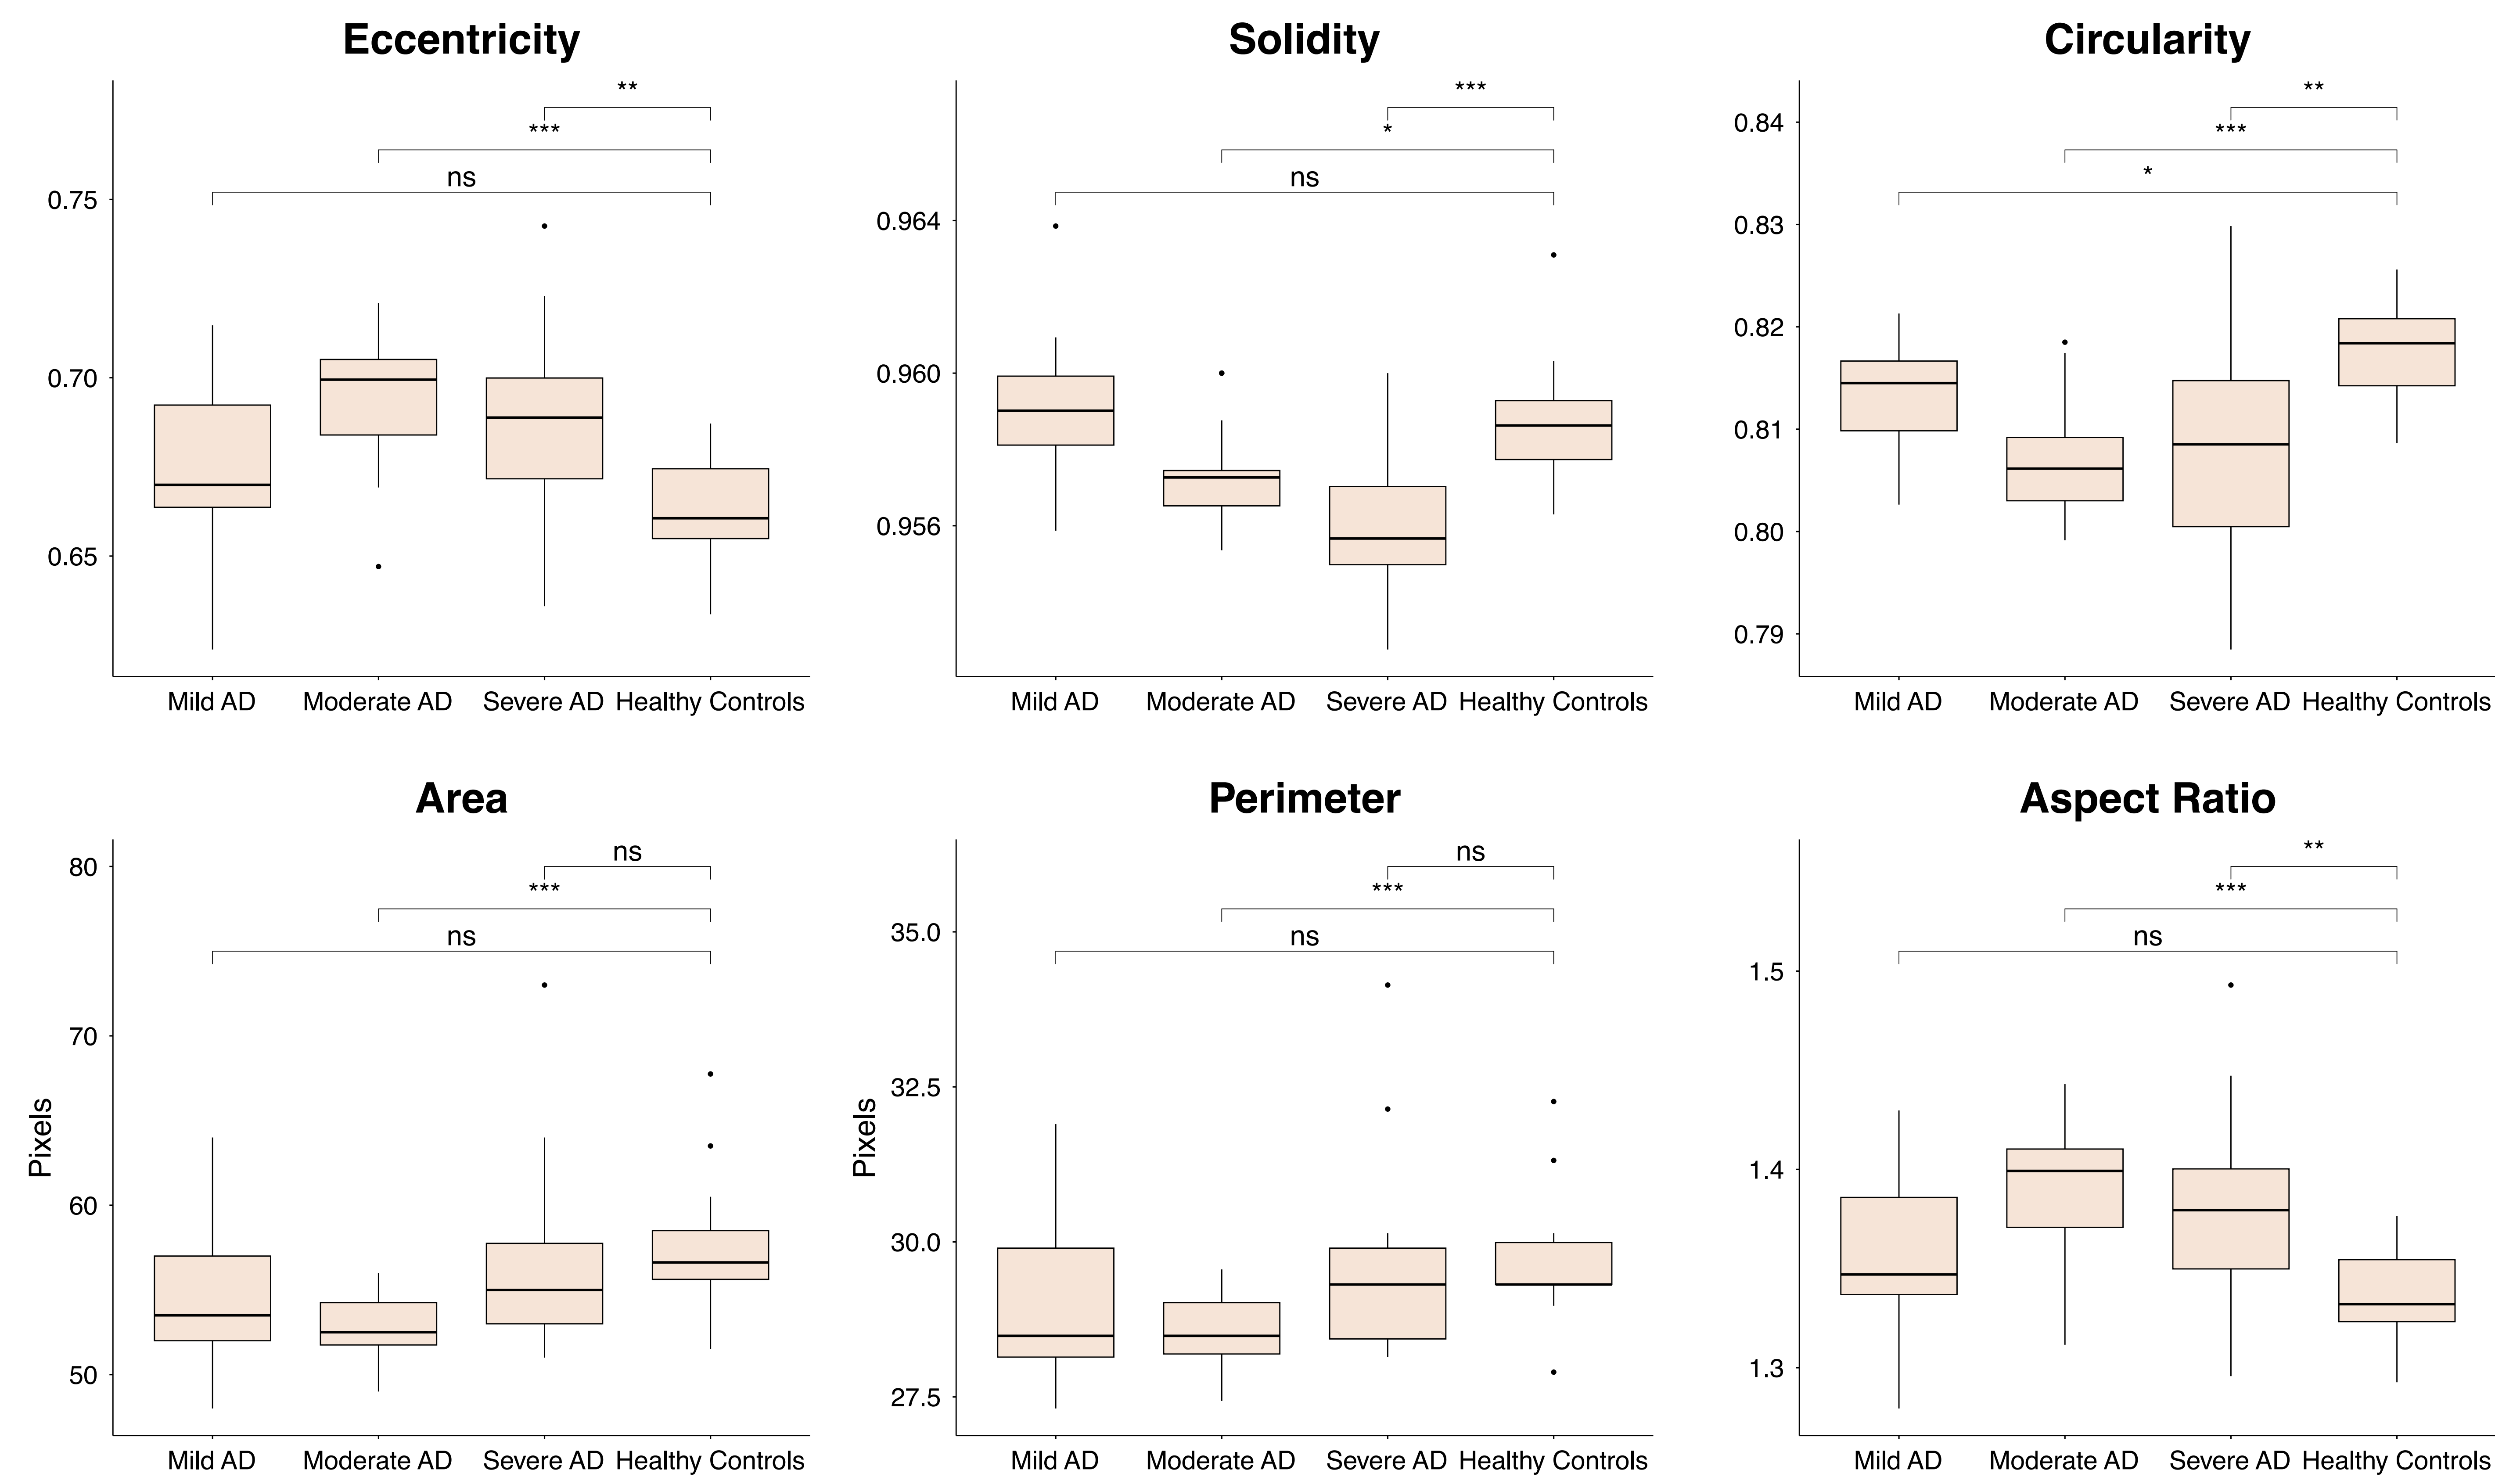 Eccentricity
**
***
ns
0.75
0.70
0.65
Mild AD Moderate AD Severe AD Healthy Controls
Solidity
***
*
ns
0.964
0.960
0.956
Mild AD Moderate AD Severe AD Healthy Controls
Circularity
**
***
*
0.84
0.83
0.82
0.81
0.80
0.79
Mild AD Moderate AD Severe AD Healthy Controls
Area
ns
***
ns
80
70
60
50
Pixels
Mild AD Moderate AD Severe AD Healthy Controls
Perimeter
ns
***
ns
35.0
32.5
30.0
27.5
Pixels
Mild AD Moderate AD Severe AD Healthy Controls
Aspect Ratio
**
***
ns
1.5
1.4
1.3
Mild AD Moderate AD Severe AD Healthy Controls